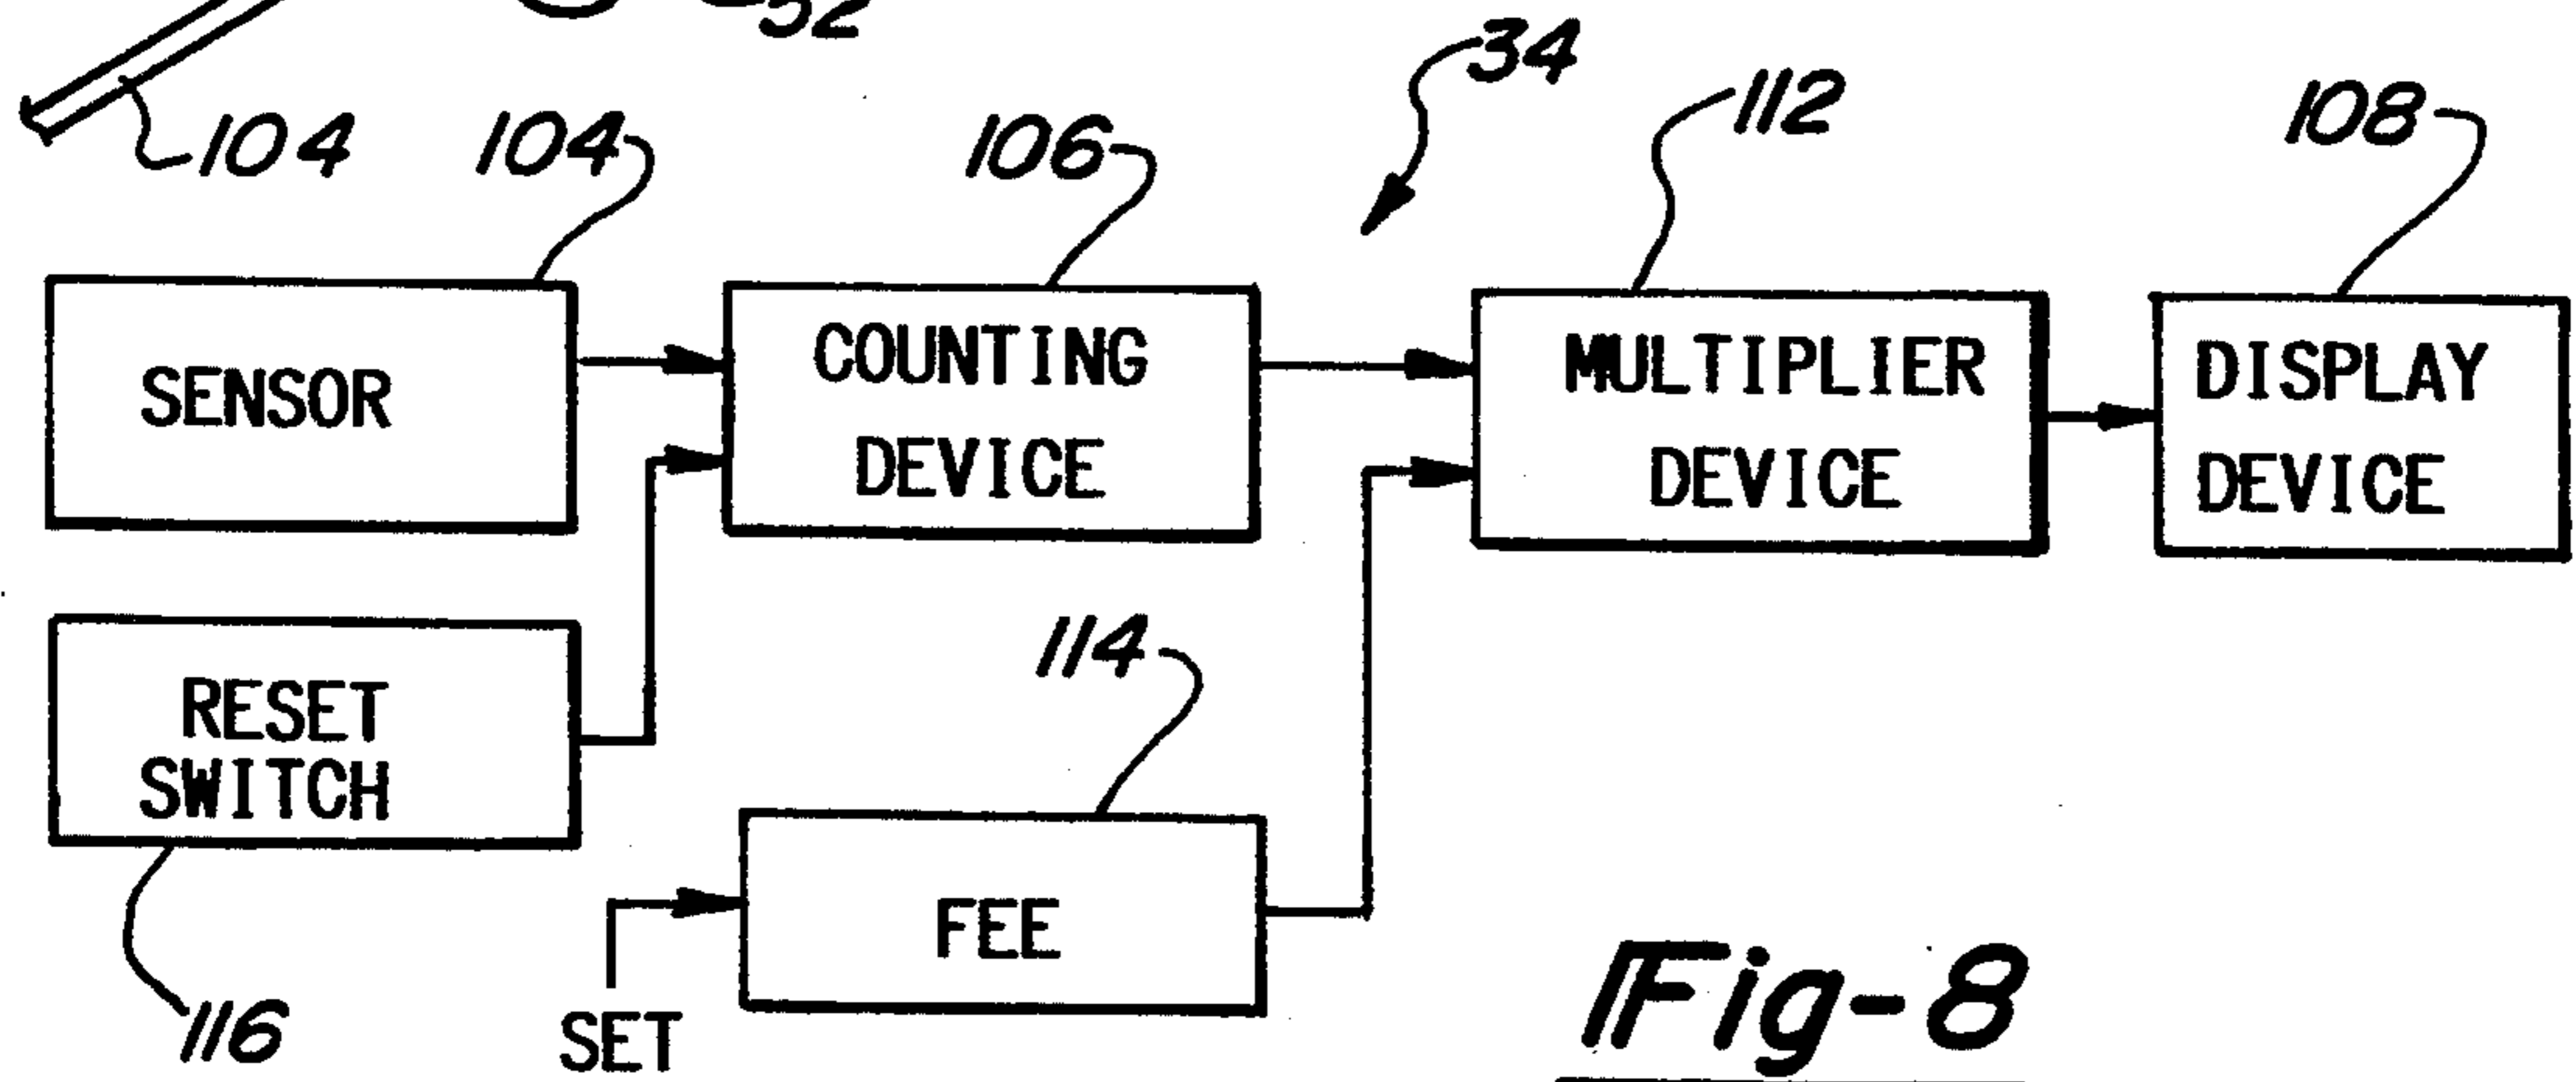 32
34
112
108
104
104
106
SENSOR
COUNTING
DEVICE
MULTIPLIER
DEVICE
DISPLAY
DEVICE
RESET
SWITCH
114
FEE
116
SET
Fig-8